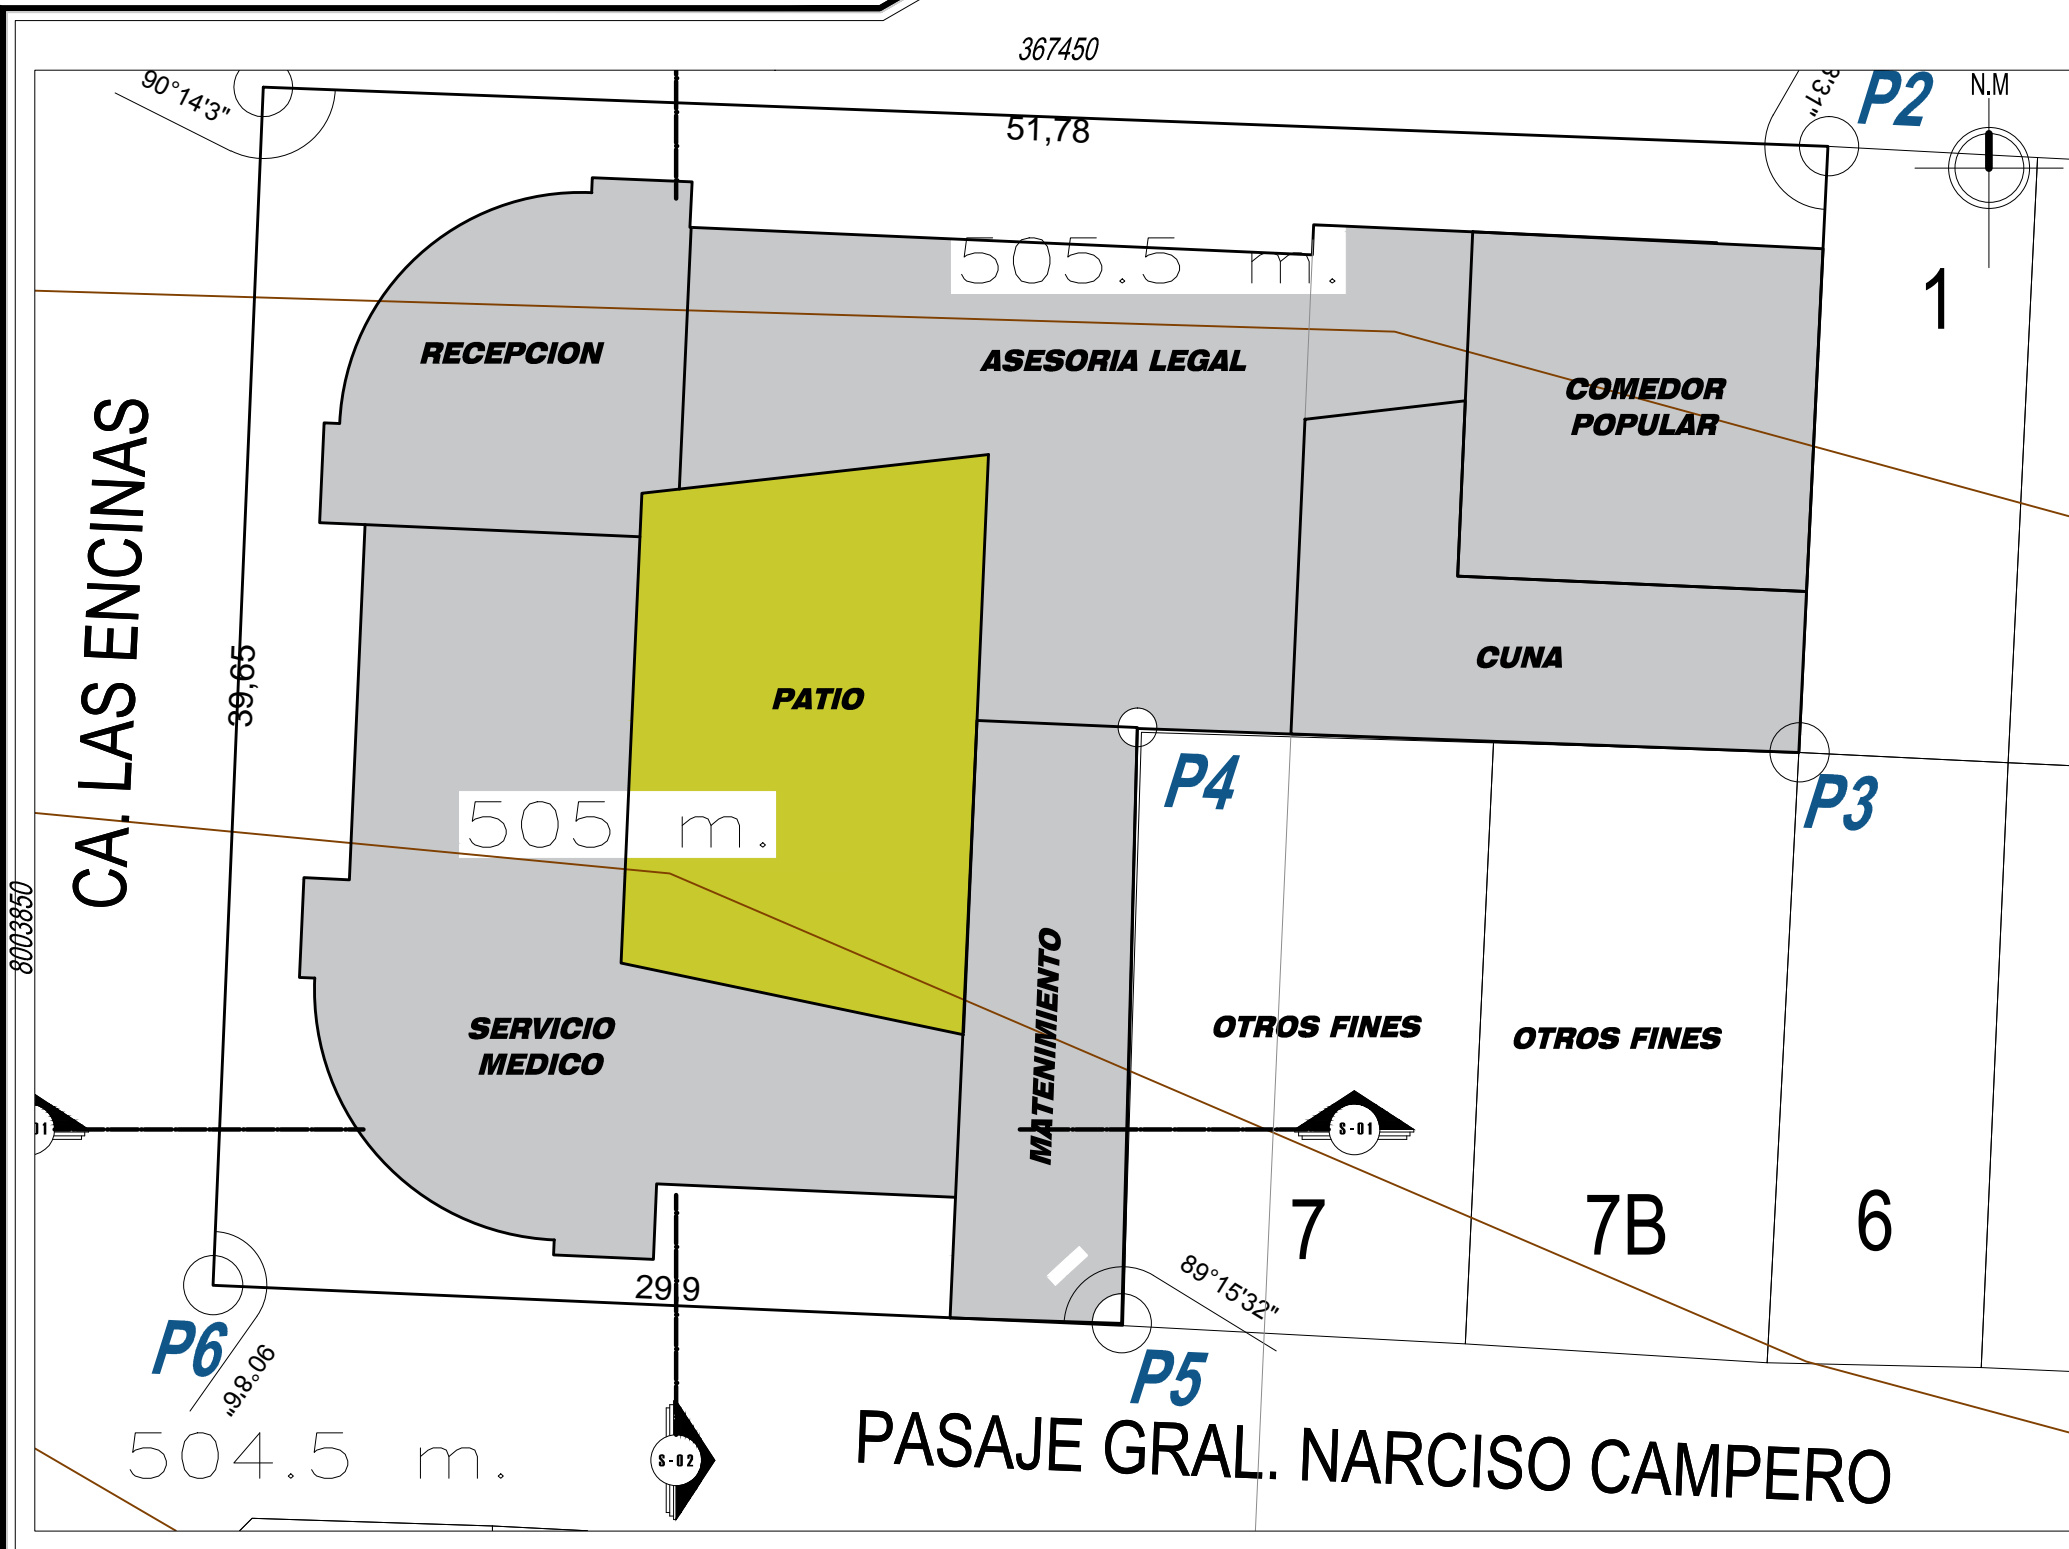 367450
90°14'3"
51,78
P2
N.M
505.5 m.
1
RECEPCION
ASESORIA LEGAL
COMEDOR
POPULAR
CA. LAS ENCINAS
39,65
PATIO
CUNA
P4
P3
505 m.
8003850
MATENIMIENTO
SERVICIO
MEDICO
OTROS FINES
OTROS FINES
S-01
7
7B
6
29,9
89°15'32"
P6
P5
504.5 m.
S-02
PASAJE GRAL. NARCISO CAMPERO